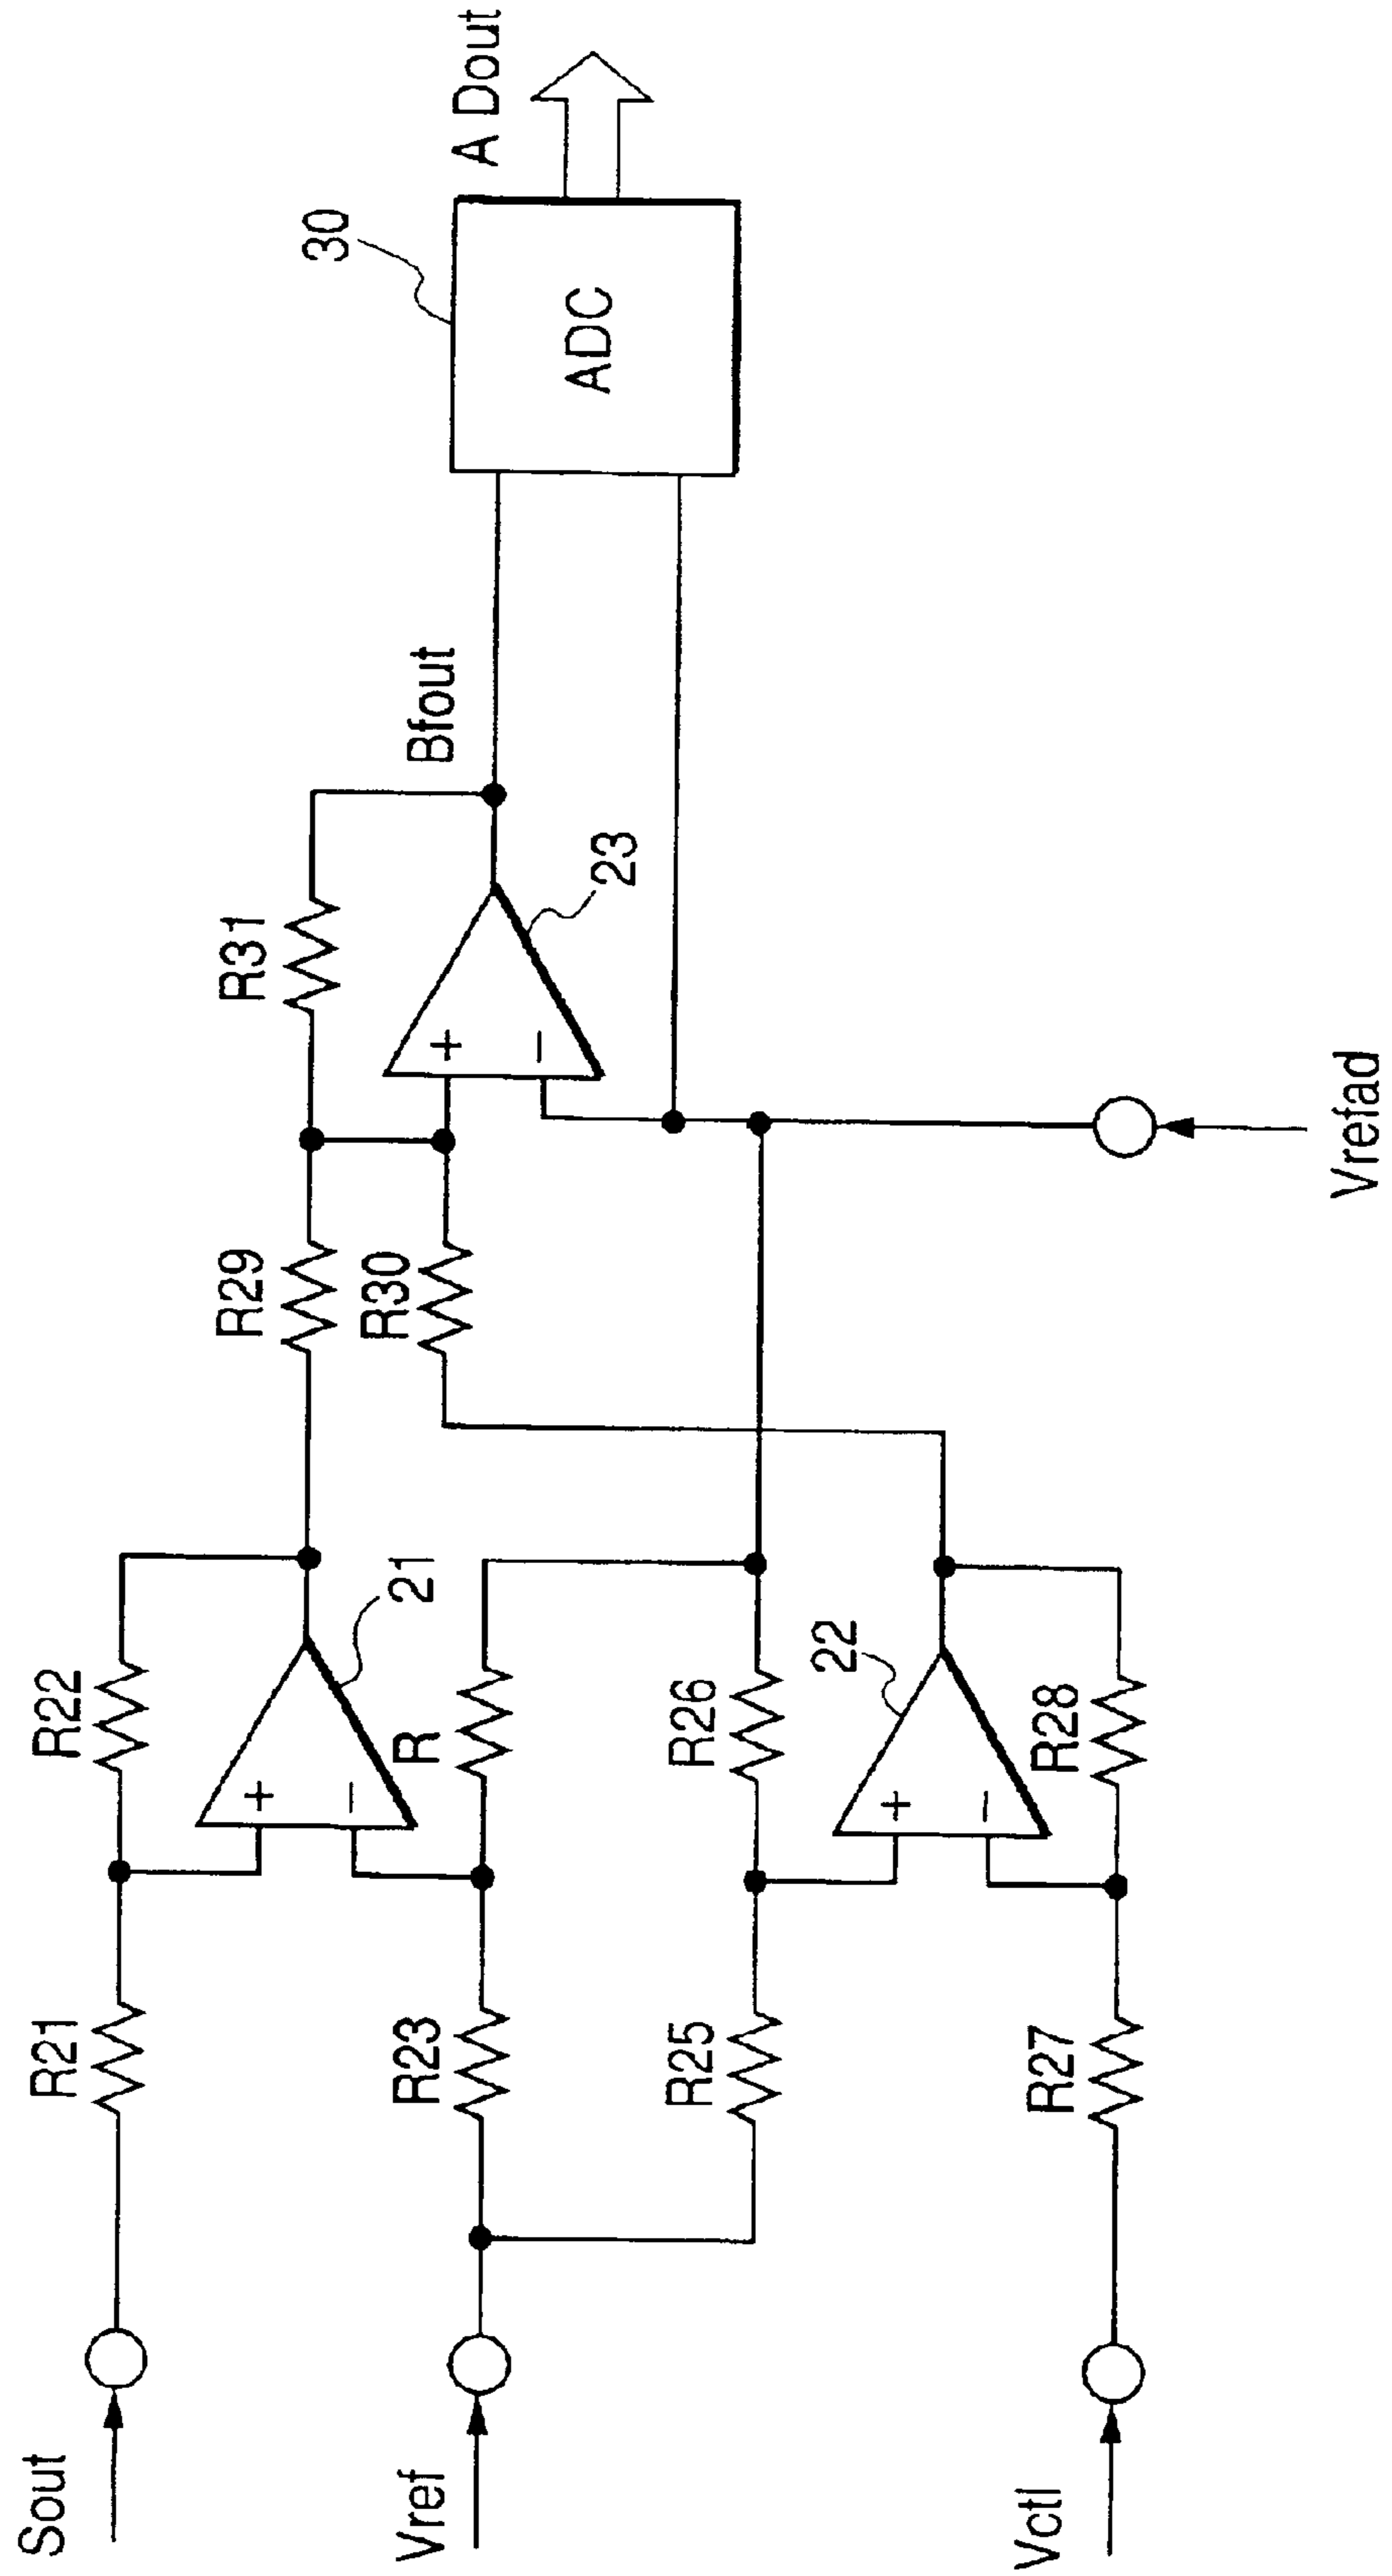 Sout
R21
R22
+
−
21
R29
R31
Vref
R23
R
R30
+
−
23
Bfout
30
ADC
A Dout
R25
R26
22
+
−
Vctl
R27
R28
Vrefad